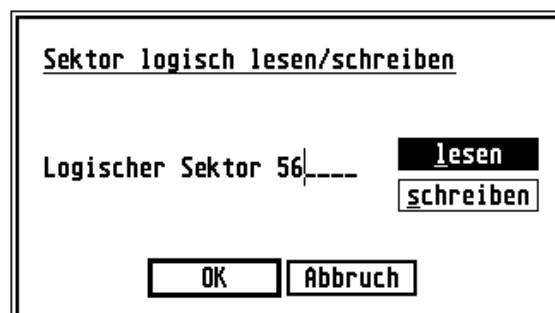 Sektor logisch lesen/schreiben
Logischer Sektor 56____ lesen
schreiben
OK Abbruch